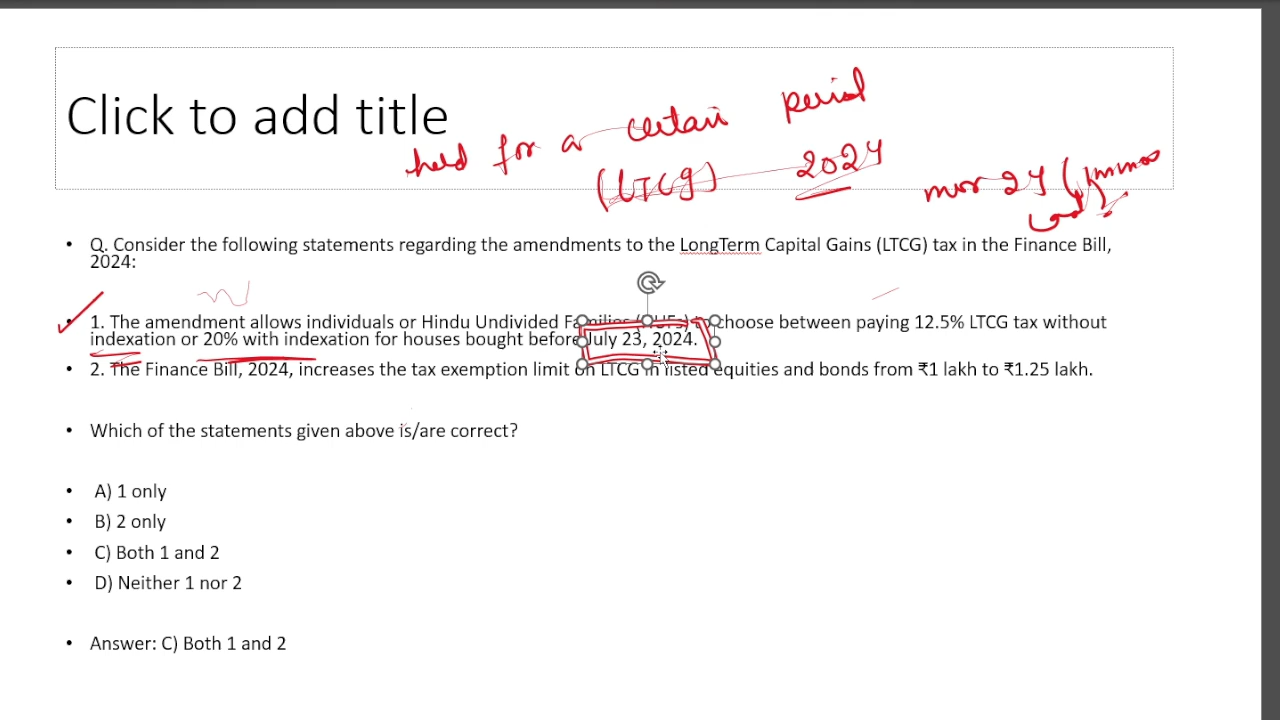 Click to add title
held for a certain period
(LTCG) 2024
Q. Consider the following statements regarding the amendments to the LongTerm Capital Gains (LTCG) tax in the Finance Bill,
2024:
1. The amendment allows individuals or Hindu Undivided Families (HUFs) to choose between paying 12.5% LTCG tax without
indexation or 20% with indexation for houses bought before July 23, 2024.
2. The Finance Bill, 2024, increases the tax exemption limit on LTCG in listed equities and bonds from ₹1 lakh to ₹1.25 lakh.
Which of the statements given above is/are correct?
A) 1 only
B) 2 only
C) Both 1 and 2
D) Neither 1 nor 2
Answer: C) Both 1 and 2